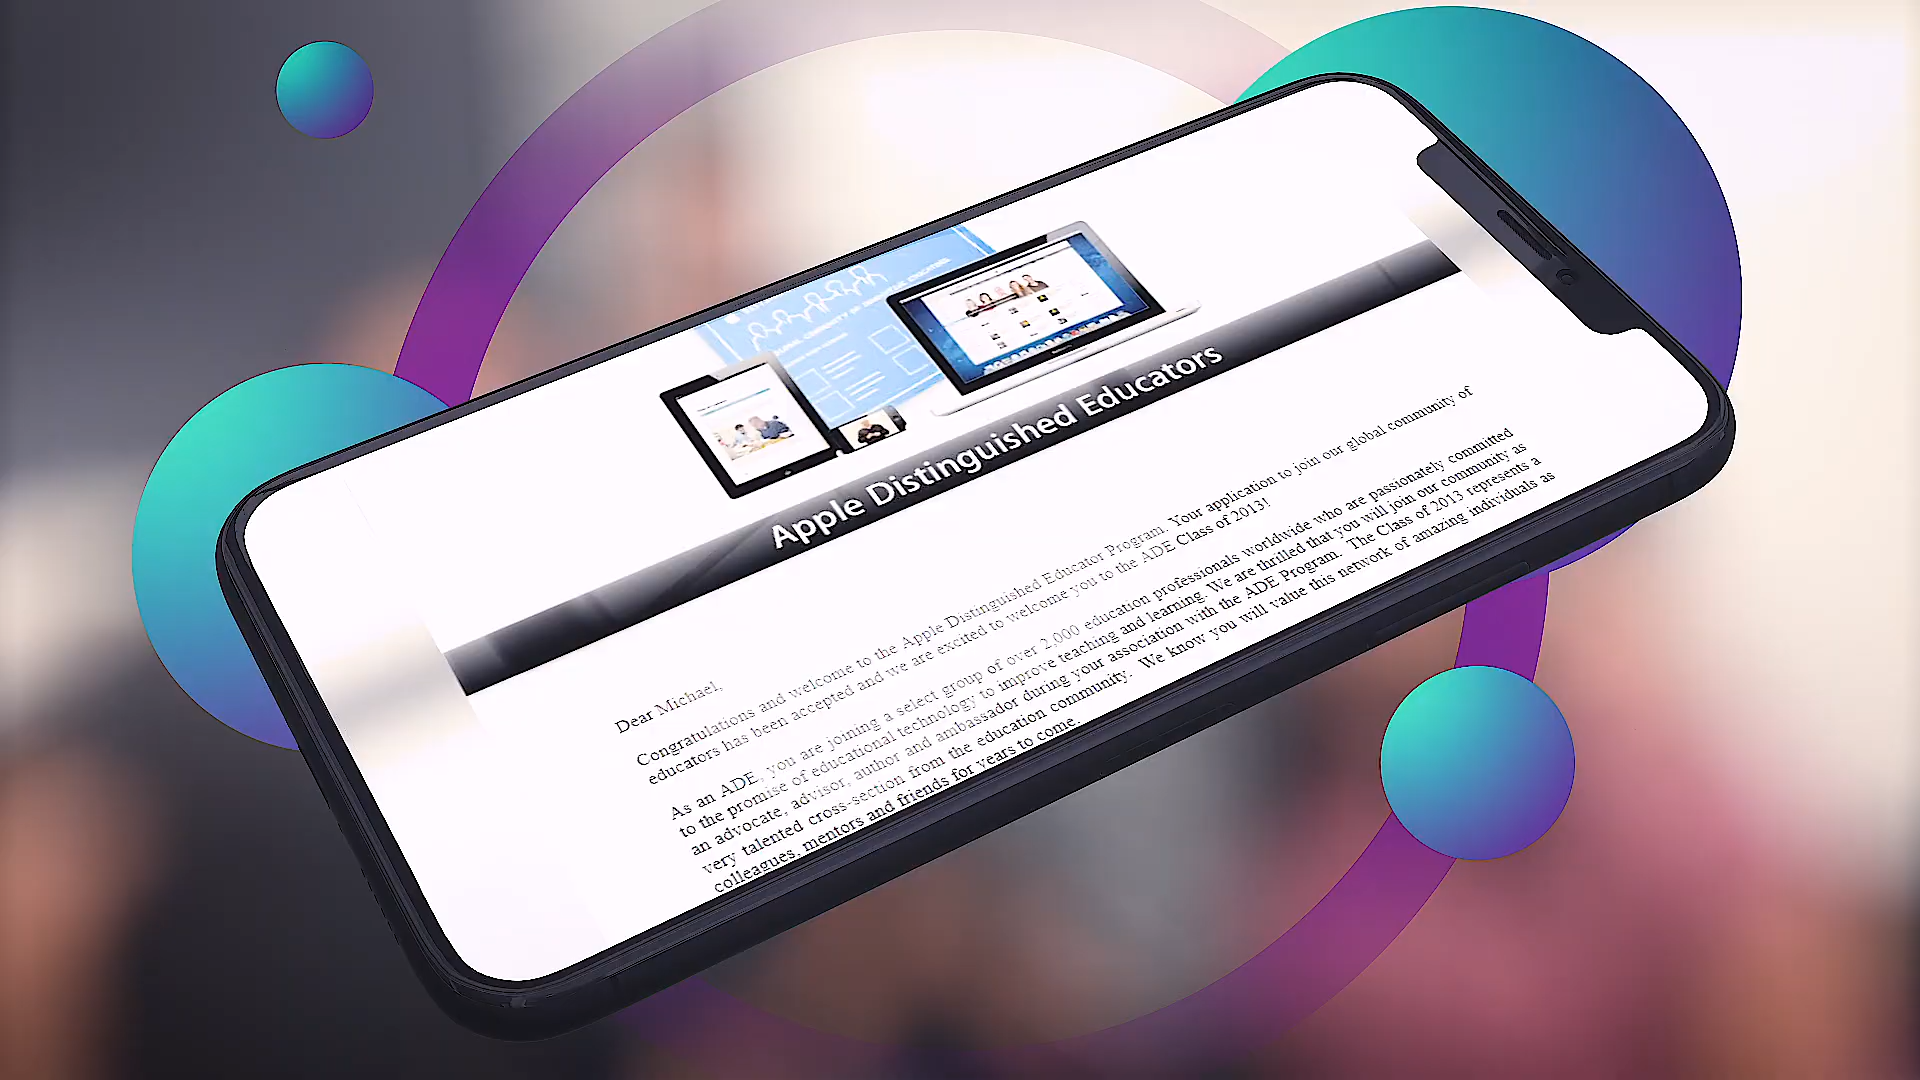 Apple Distinguished Educators
Dear Michael,
Congratulations and welcome to the Apple Distinguished Educator Program. Your application to join our global community of
educators has been accepted and we are excited to welcome you to the ADE Class of 2013!
As an ADE, you are joining a select group of over 2,000 education professionals worldwide who are passionately committed
to the promise of educational technology to improve teaching and learning. We are thrilled that you will join our community as
an advocate, advisor, author and ambassador during your association with the ADE Program. The Class of 2013 represents a
very talented cross-section from the education community. We know you will value this network of amazing individuals as
colleagues, mentors and friends for years to come.